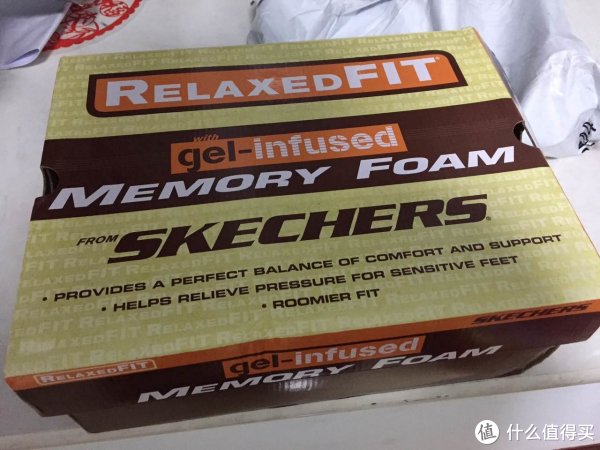 RELAXEDFIT®
with
gel-infused
MEMORY FOAM
FROM SKECHERS®
• PROVIDES A PERFECT BALANCE OF COMFORT AND SUPPORT
• HELPS RELIEVE PRESSURE FOR SENSITIVE FEET
• ROOMIER FIT
SKECHERS
RELAXEDFIT
gel-infused
MEMORY FOAM
值 什么值得买